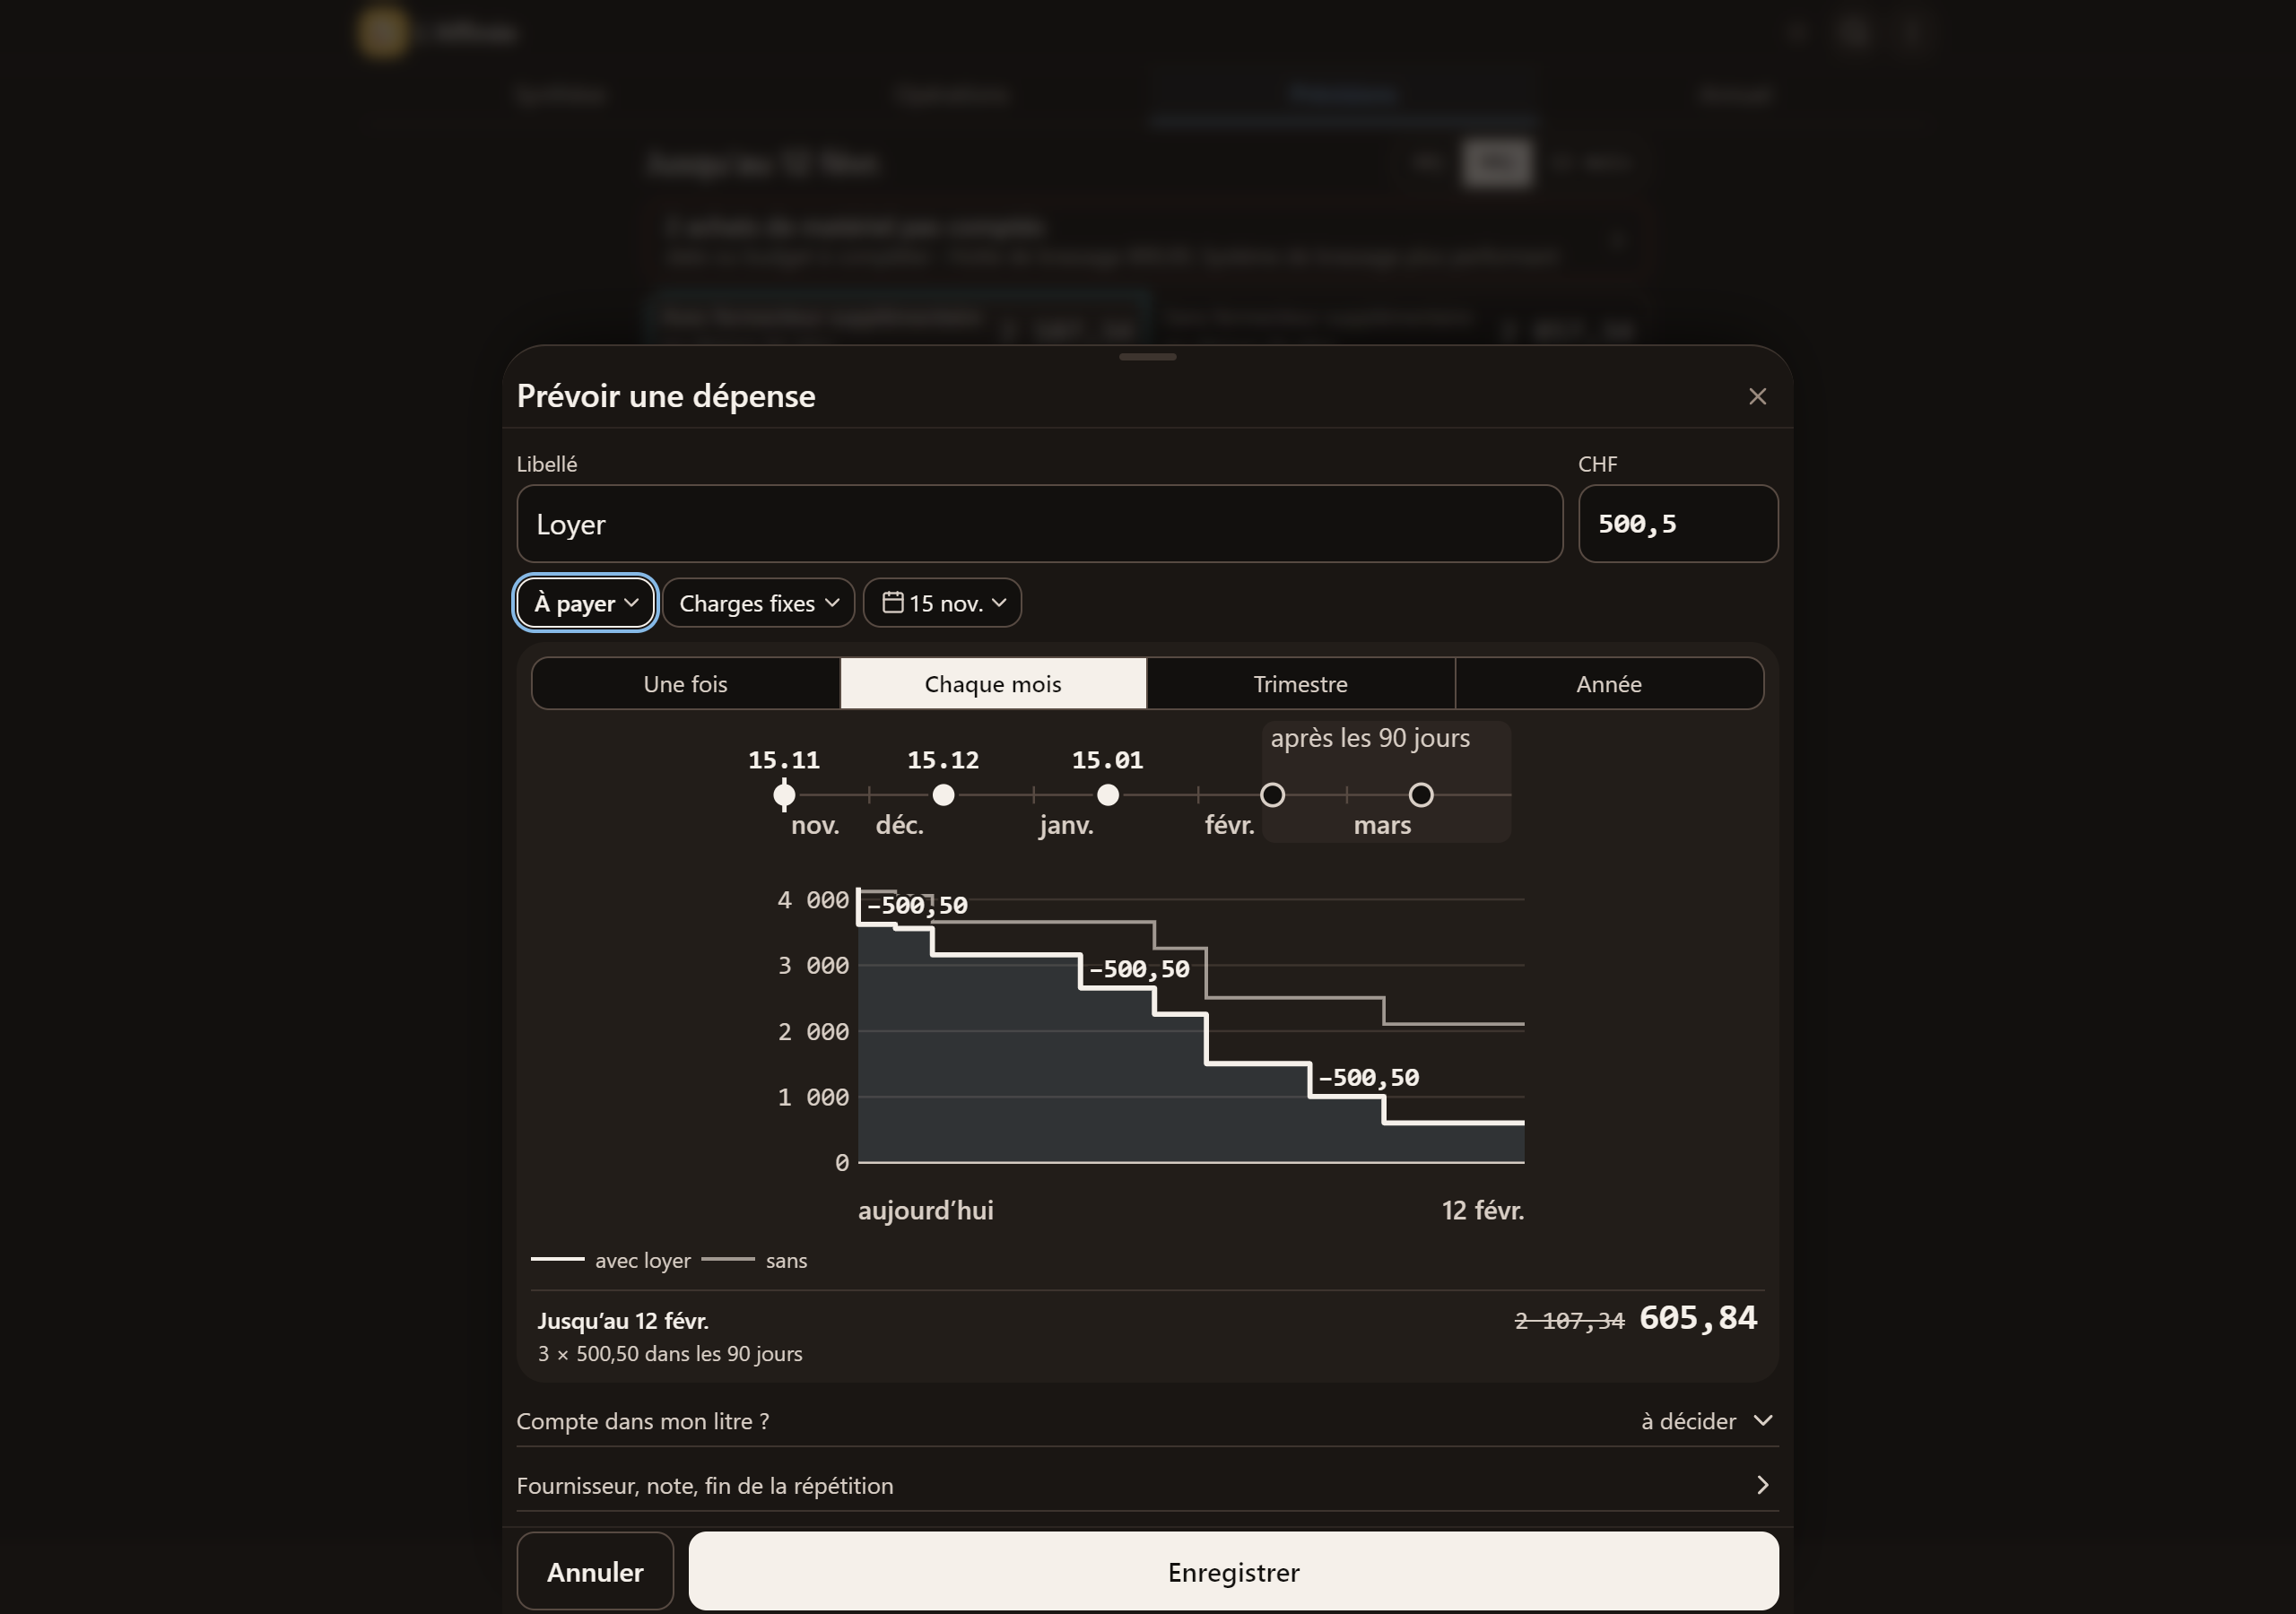 Jusqu'au 12 févr.
Prévoir une dépense
Libellé
CHF
Loyer
500,5
À payer
Charges fixes
15 nov.
Une fois
Chaque mois
Trimestre
Année
après les 90 jours
15.11
15.12
15.01
nov.
déc.
janv.
févr.
mars
4 000
−500,50
3 000
−500,50
2 000
1 000
−500,50
0
aujourd’hui
12 févr.
avec loyer
sans
Jusqu’au 12 févr.
2 107,34 605,84
3 × 500,50 dans les 90 jours
Compte dans mon litre ?
à décider
Fournisseur, note, fin de la répétition
Annuler
Enregistrer